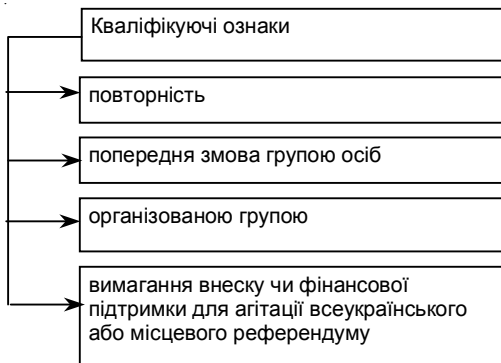 Кваліфікуючі ознаки
повторність
попередня змова групою осіб
організованою групою
вимагання внеску чи фінансової
підтримки для агітації всеукраїнського
або місцевого референдуму